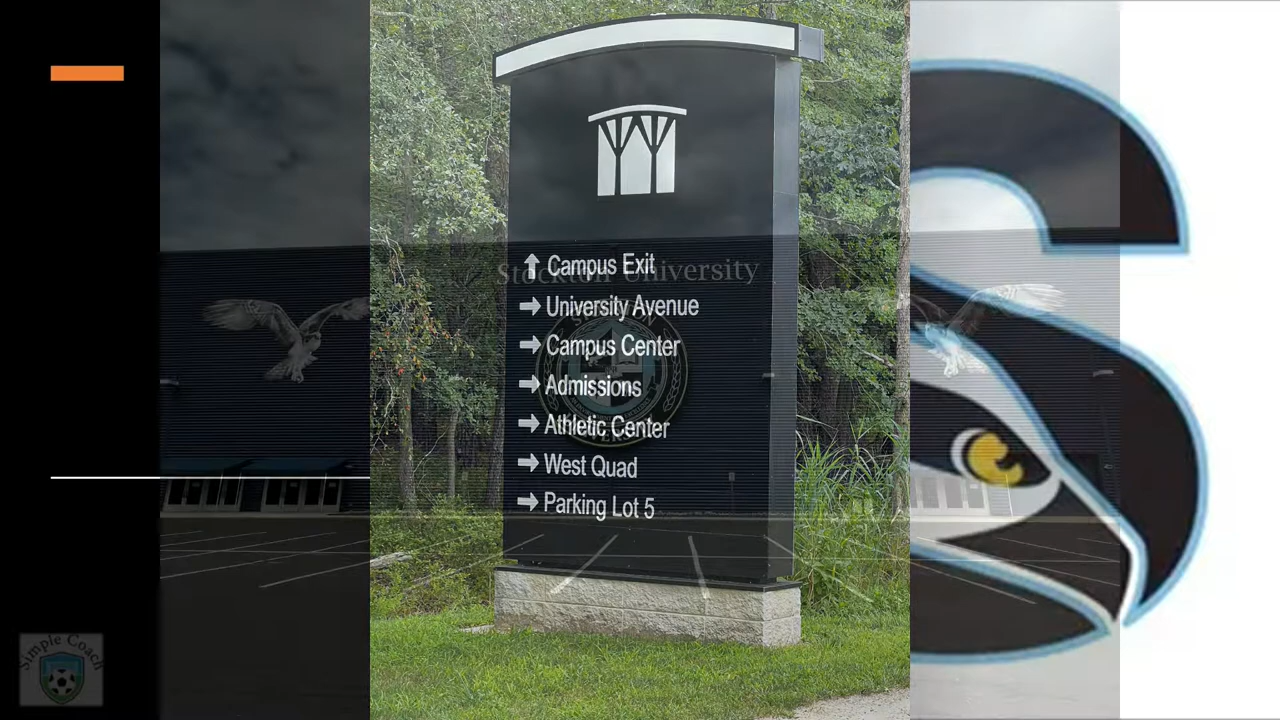 Campus Exit
Stockton University
University Avenue
Campus Center
Admissions
Athletic Center
West Quad
Parking Lot 5
Simple Coach